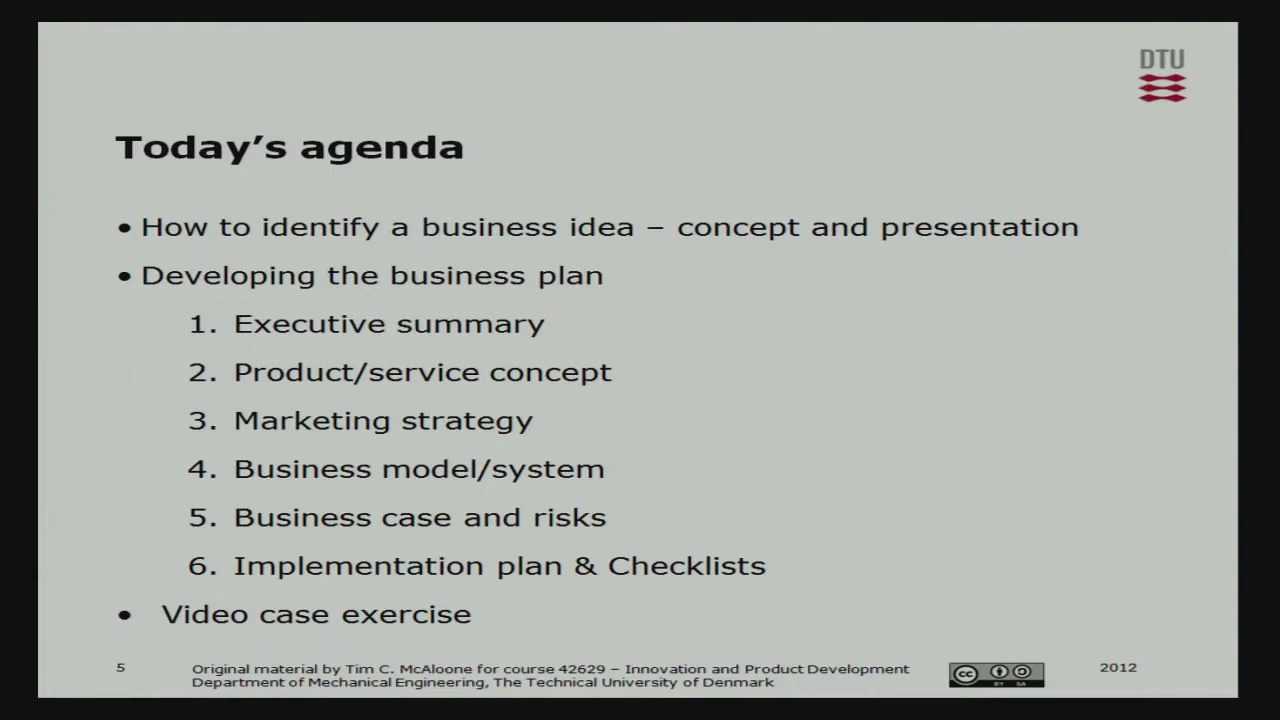 DTU
Today's agenda
• How to identify a business idea – concept and presentation
• Developing the business plan
1. Executive summary
2. Product/service concept
3. Marketing strategy
4. Business model/system
5. Business case and risks
6. Implementation plan & Checklists
• Video case exercise
5
Original material by Tim C. McAloone for course 42629 – Innovation and Product Development
Department of Mechanical Engineering, The Technical University of Denmark
cc
BY SA
2012